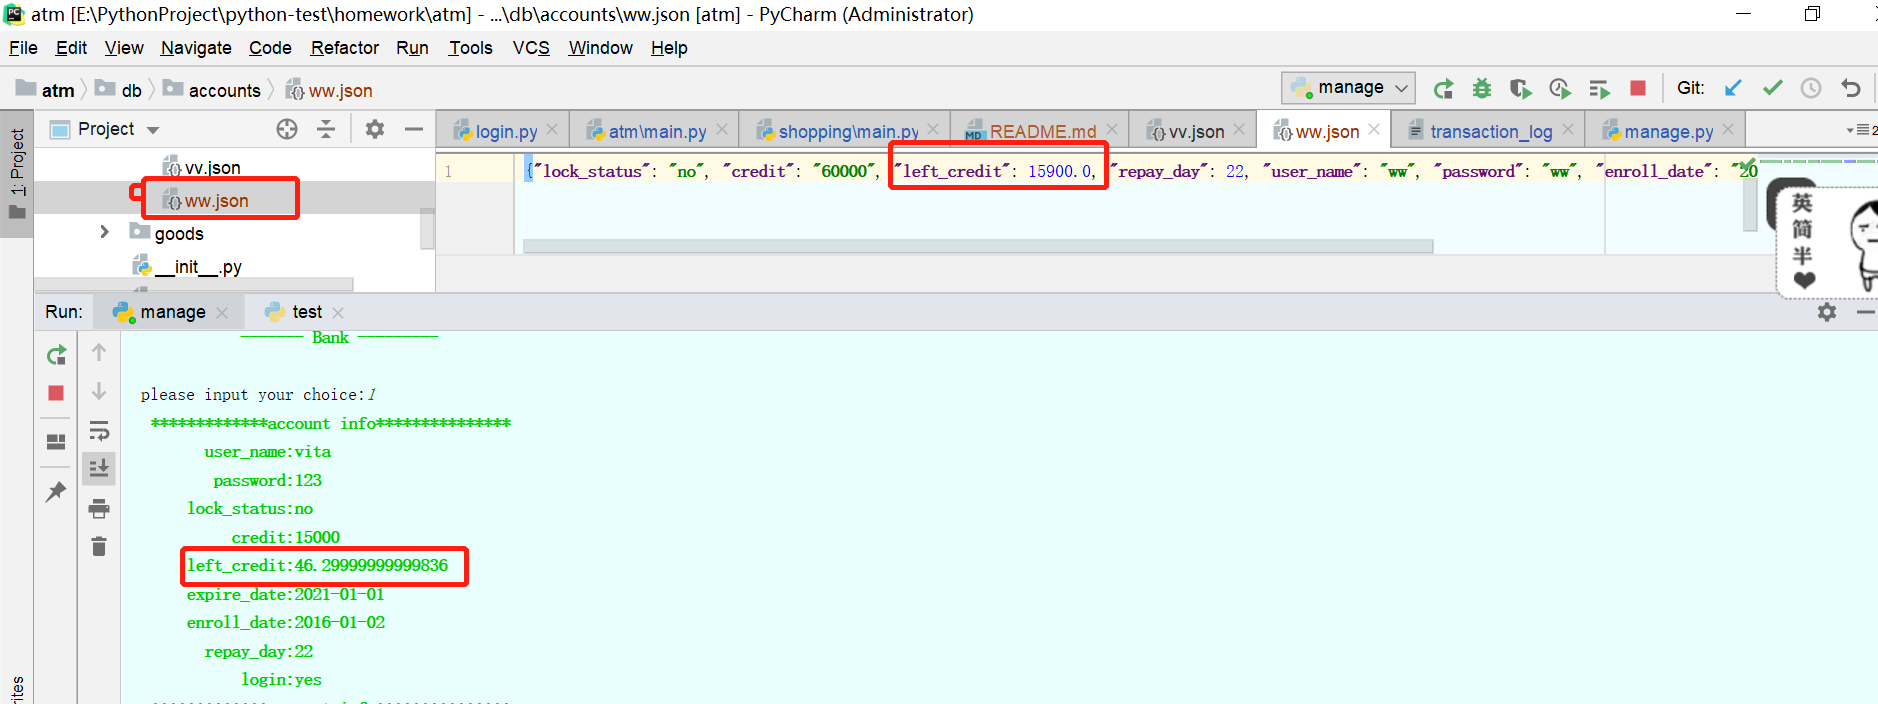 atm [E:\PythonProject\python-test\homework\atm] - ...\db\accounts\ww.json [atm] - PyCharm (Administrator)
File Edit View Navigate Code Refactor Run Tools VCS Window Help
atm db accounts ww.json manage Git:
1: Project
Project
login.py atm\main.py shopping\main.py README.md vv.json ww.json transaction_log manage.py 2
vv.json
ww.json
goods
__init__.py
1 {"lock_status": "no", "credit": "60000", "left_credit": 15900.0, "repay_day": 22, "user_name": "ww", "password": "ww", "enroll_date": "20
英
简
半
Run: manage test
------- Bank ---------
please input your choice:1
*************account info***************
user_name:vita
password:123
lock_status:no
credit:15000
left_credit:46.29999999999836
expire_date:2021-01-01
enroll_date:2016-01-02
repay_day:22
login:yes